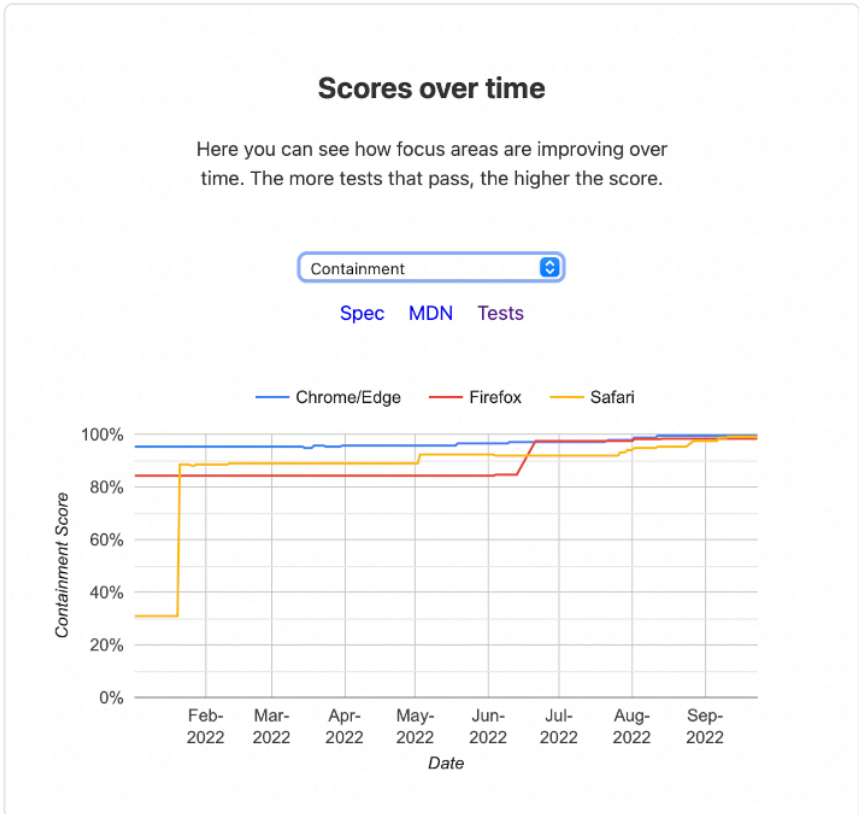 Scores over time
Here you can see how focus areas are improving over
time. The more tests that pass, the higher the score.
Containment
Spec MDN Tests
Chrome/Edge Firefox Safari
100%
80%
60%
40%
20%
0%
Containment Score
Feb- Mar- Apr- May- Jun- Jul- Aug- Sep-
2022 2022 2022 2022 2022 2022 2022 2022
Date